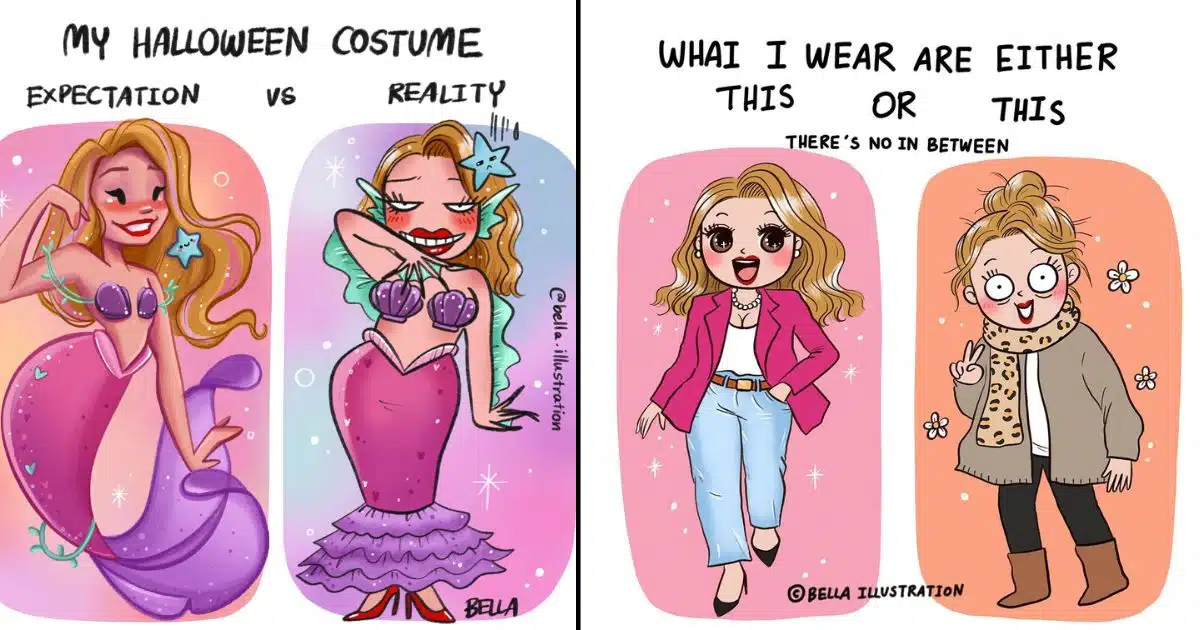 MY HALLOWEEN COSTUME
EXPECTATION VS REALITY
@bella.illustration
BELLA
WHAI I WEAR ARE EITHER
THIS OR THIS
THERE'S NO IN BETWEEN
©BELLA ILLUSTRATION